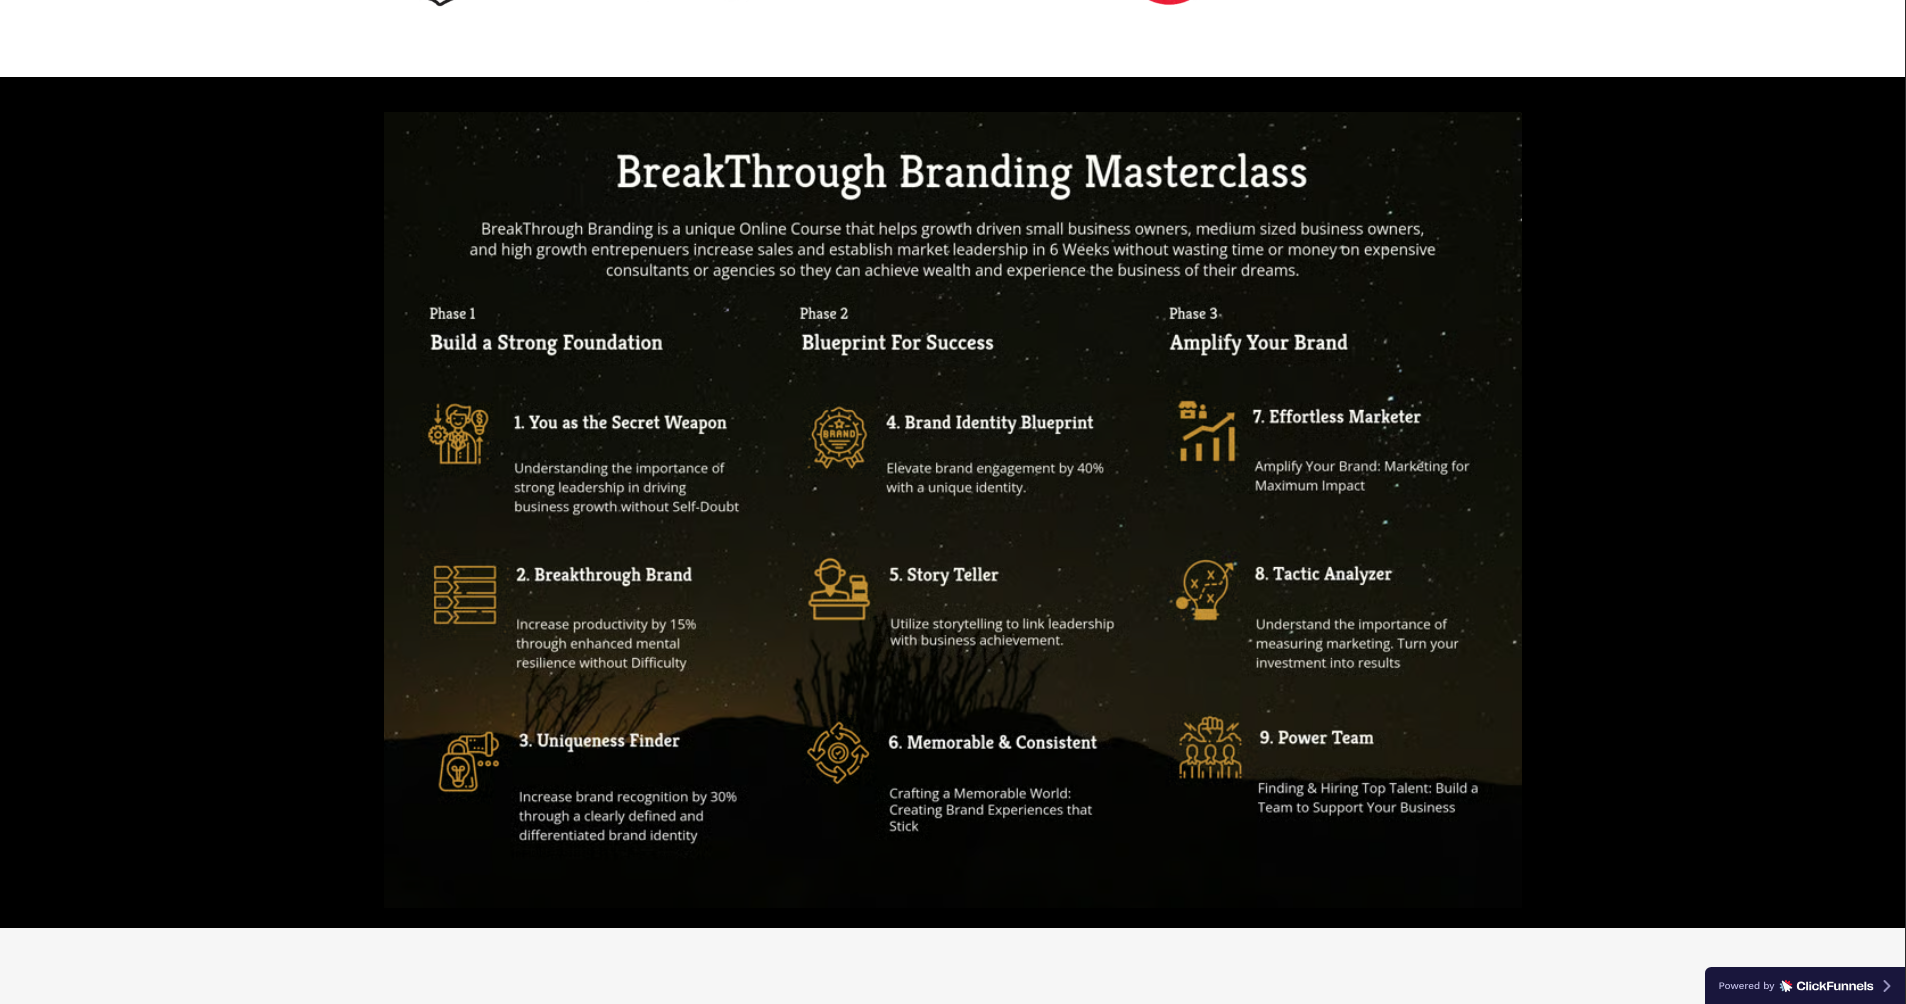 BreakThrough Branding Masterclass
BreakThrough Branding is a unique Online Course that helps growth driven small business owners, medium sized business owners,
and high growth entrepenuers increase sales and establish market leadership in 6 Weeks without wasting time or money on expensive
consultants or agencies so they can achieve wealth and experience the business of their dreams.
Phase 1
Build a Strong Foundation
1. You as the Secret Weapon
Understanding the importance of
strong leadership in driving
business growth without Self-Doubt
2. Breakthrough Brand
Increase productivity by 15%
through enhanced mental
resilience without Difficulty
3. Uniqueness Finder
Increase brand recognition by 30%
through a clearly defined and
differentiated brand identity
Phase 2
Blueprint For Success
BRAND
4. Brand Identity Blueprint
Elevate brand engagement by 40%
with a unique identity.
5. Story Teller
Utilize storytelling to link leadership
with business achievement.
6. Memorable & Consistent
Crafting a Memorable World:
Creating Brand Experiences that
Stick
Phase 3
Amplify Your Brand
7. Effortless Marketer
Amplify Your Brand: Marketing for
Maximum Impact
8. Tactic Analyzer
Understand the importance of
measuring marketing. Turn your
investment into results
9. Power Team
Finding & Hiring Top Talent: Build a
Team to Support Your Business
Powered by ClickFunnels